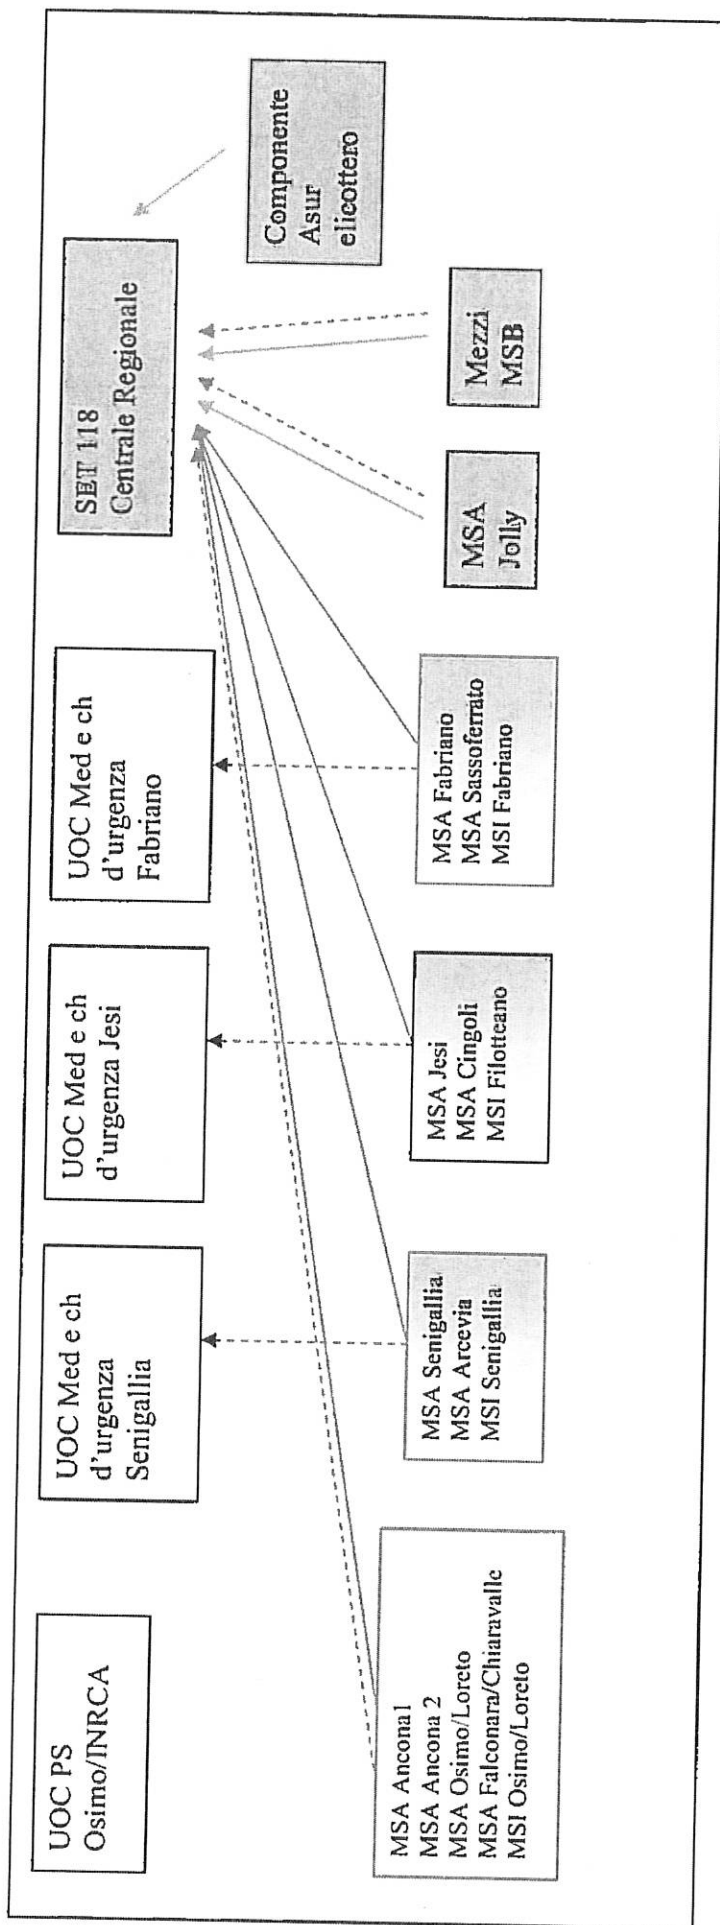 UOC PS
Osimo/INRCA
UOC Med e ch
d'urgenza
Senigallia
UOC Med e ch
d'urgenza Jesi
UOC Med e ch
d'urgenza
Fabriano
SET 118
Centrale Regionale
Componente
Asur
elicottero
MSA Ancona1
MSA Ancona 2
MSA Osimo/Loreto
MSA Falconara/Chiaravalle
MSI Osimo/Loreto
MSA Senigallia
MSA Arcevia
MSI Senigallia
MSA Jesi
MSA Cingoli
MSI Filotteano
MSA Fabriano
MSA Sassoferrato
MSI Fabriano
MSA
Jolly
Mezzi
MSB